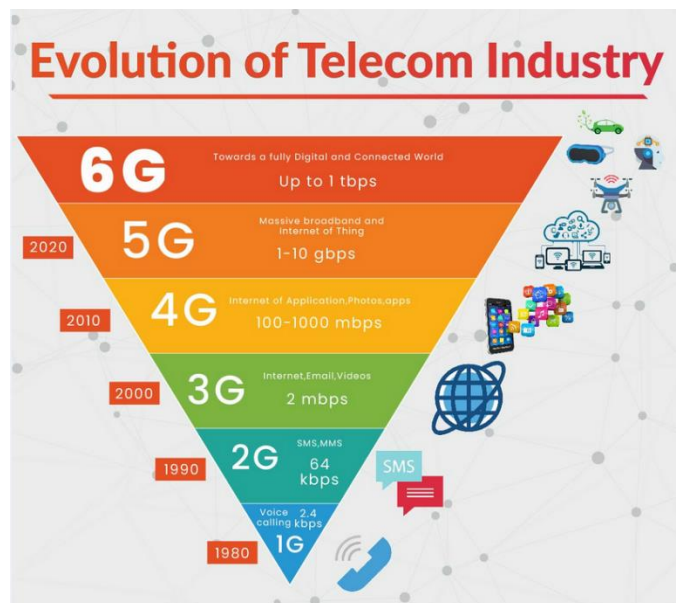 Evolution of Telecom Industry
6G
Towards a fully Digital and Connected World
Up to 1 tbps
2020
5G
Massive broadband and
Internet of Thing
1-10 gbps
2010
4G
Internet of Application,Photos,apps
100-1000 mbps
2000
3G
Internet,Email,Videos
2 mbps
1990
2G
SMS,MMS
64
kbps
SMS
1980
Voice
calling
2.4
kbps
1G